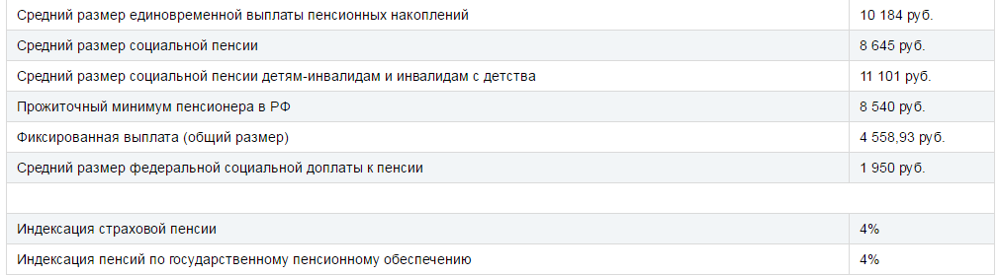 Средний размер единовременной выплаты пенсионных накоплений 10 184 руб.
Средний размер социальной пенсии 8 645 руб.
Средний размер социальной пенсии детям-инвалидам и инвалидам с детства 11 101 руб.
Прожиточный минимум пенсионера в РФ 8 540 руб.
Фиксированная выплата (общий размер) 4 558,93 руб.
Средний размер федеральной социальной доплаты к пенсии 1 950 руб.
Индексация страховой пенсии 4%
Индексация пенсий по государственному пенсионному обеспечению 4%